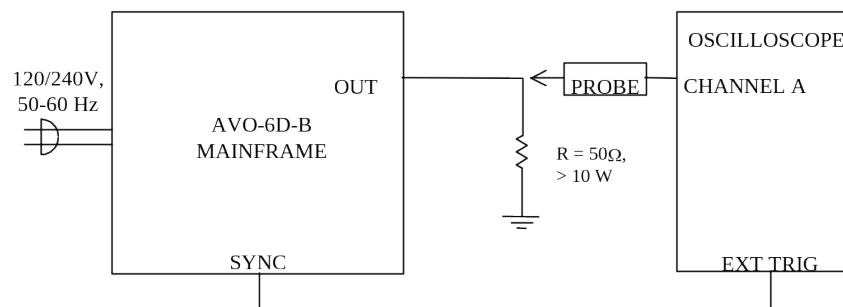 120/240V,
50-60 Hz
OUT
AVO-6D-B
MAINFRAME
SYNC
PROBE
R = 50Ω,
> 10 W
OSCILLOSCOPE
CHANNEL A
EXT TRIG